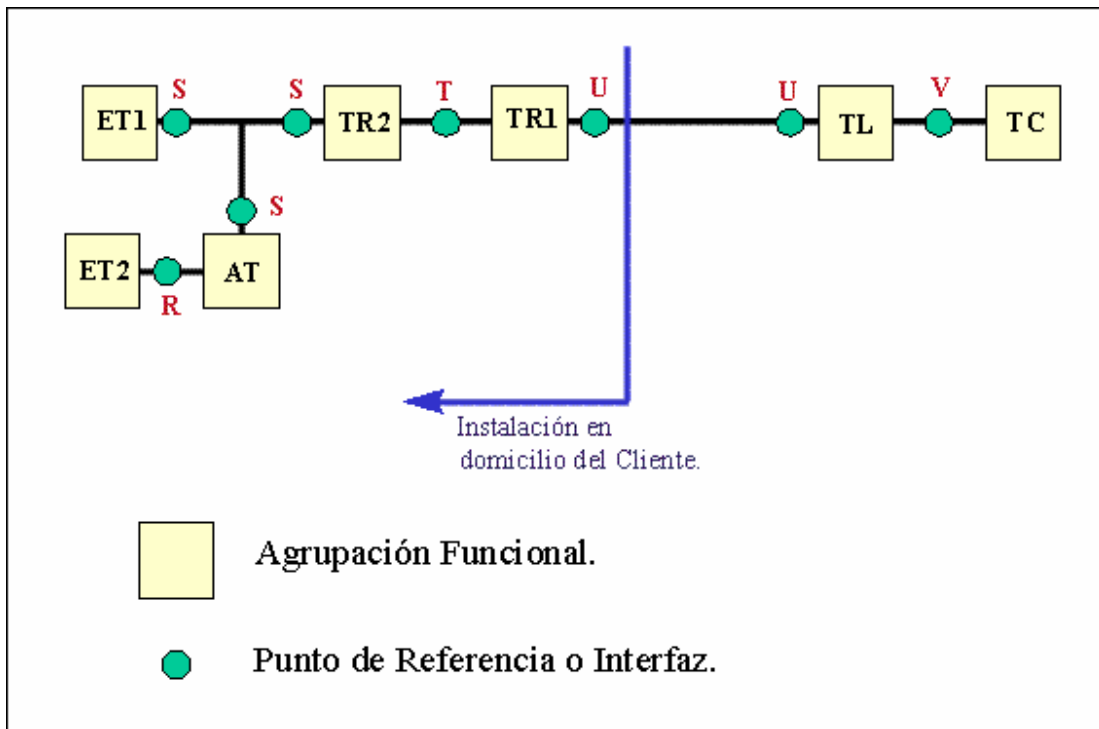 S S T U U V
ET1 TR2 TR1 TL TC
S
ET2 AT
R
Instalación en
domicilio del Cliente.
Agrupación Funcional.
Punto de Referencia o Interfaz.